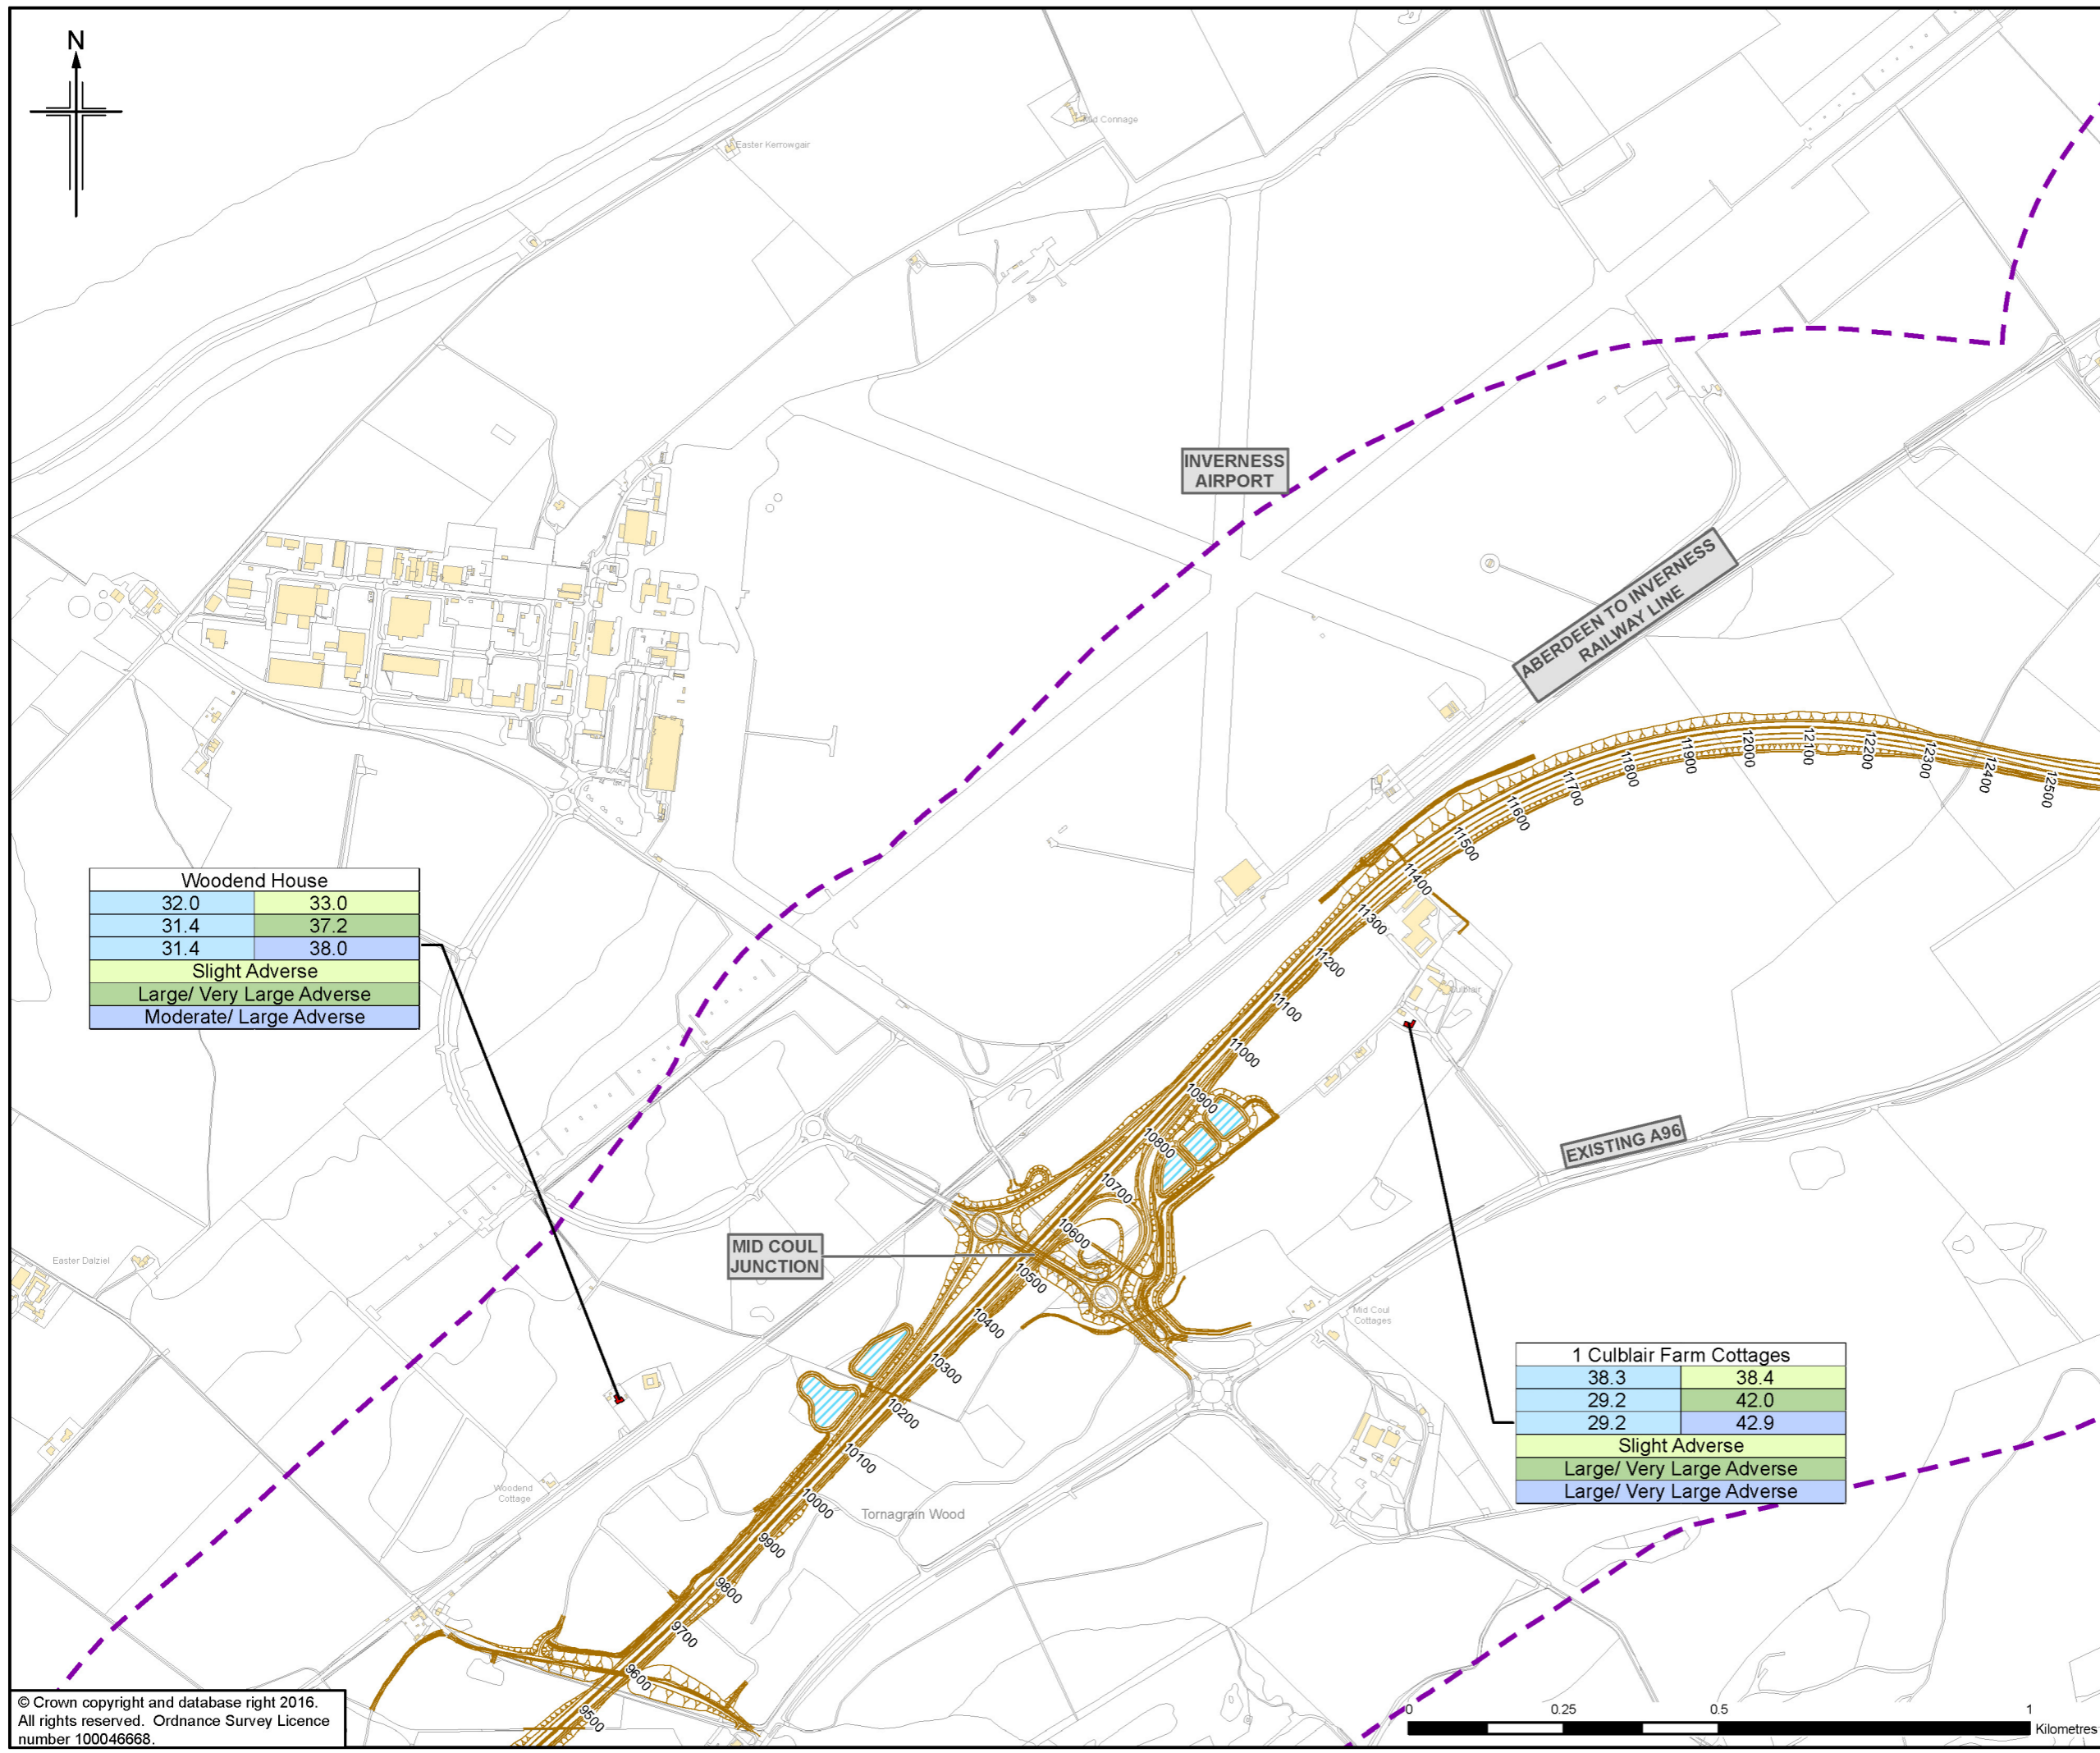 N
Mid Connage
Easter Kerrowgair
INVERNESS
AIRPORT
ABERDEEN TO INVERNESS
RAILWAY LINE
12500
12400
12300
12200
12100
12000
11900
11800
11700
11600
11500
11400
11300
11200
11100
11000
10900
10800
10700
10600
10500
10400
10300
10200
10100
10000
9900
9800
9700
9600
9500
Woodend House
32.0 33.0
31.4 37.2
31.4 38.0
Slight Adverse
Large/ Very Large Adverse
Moderate/ Large Adverse
Culblair
EXISTING A96
MID COUL
JUNCTION
Easter Dalziel
Mid Coul
Cottages
1 Culblair Farm Cottages
38.3 38.4
29.2 42.0
29.2 42.9
Slight Adverse
Large/ Very Large Adverse
Large/ Very Large Adverse
Woodend
Cottage
Tornagrain Wood
© Crown copyright and database right 2016.
All rights reserved. Ordnance Survey Licence
number 100046668.
0 0.25 0.5 1
Kilometres